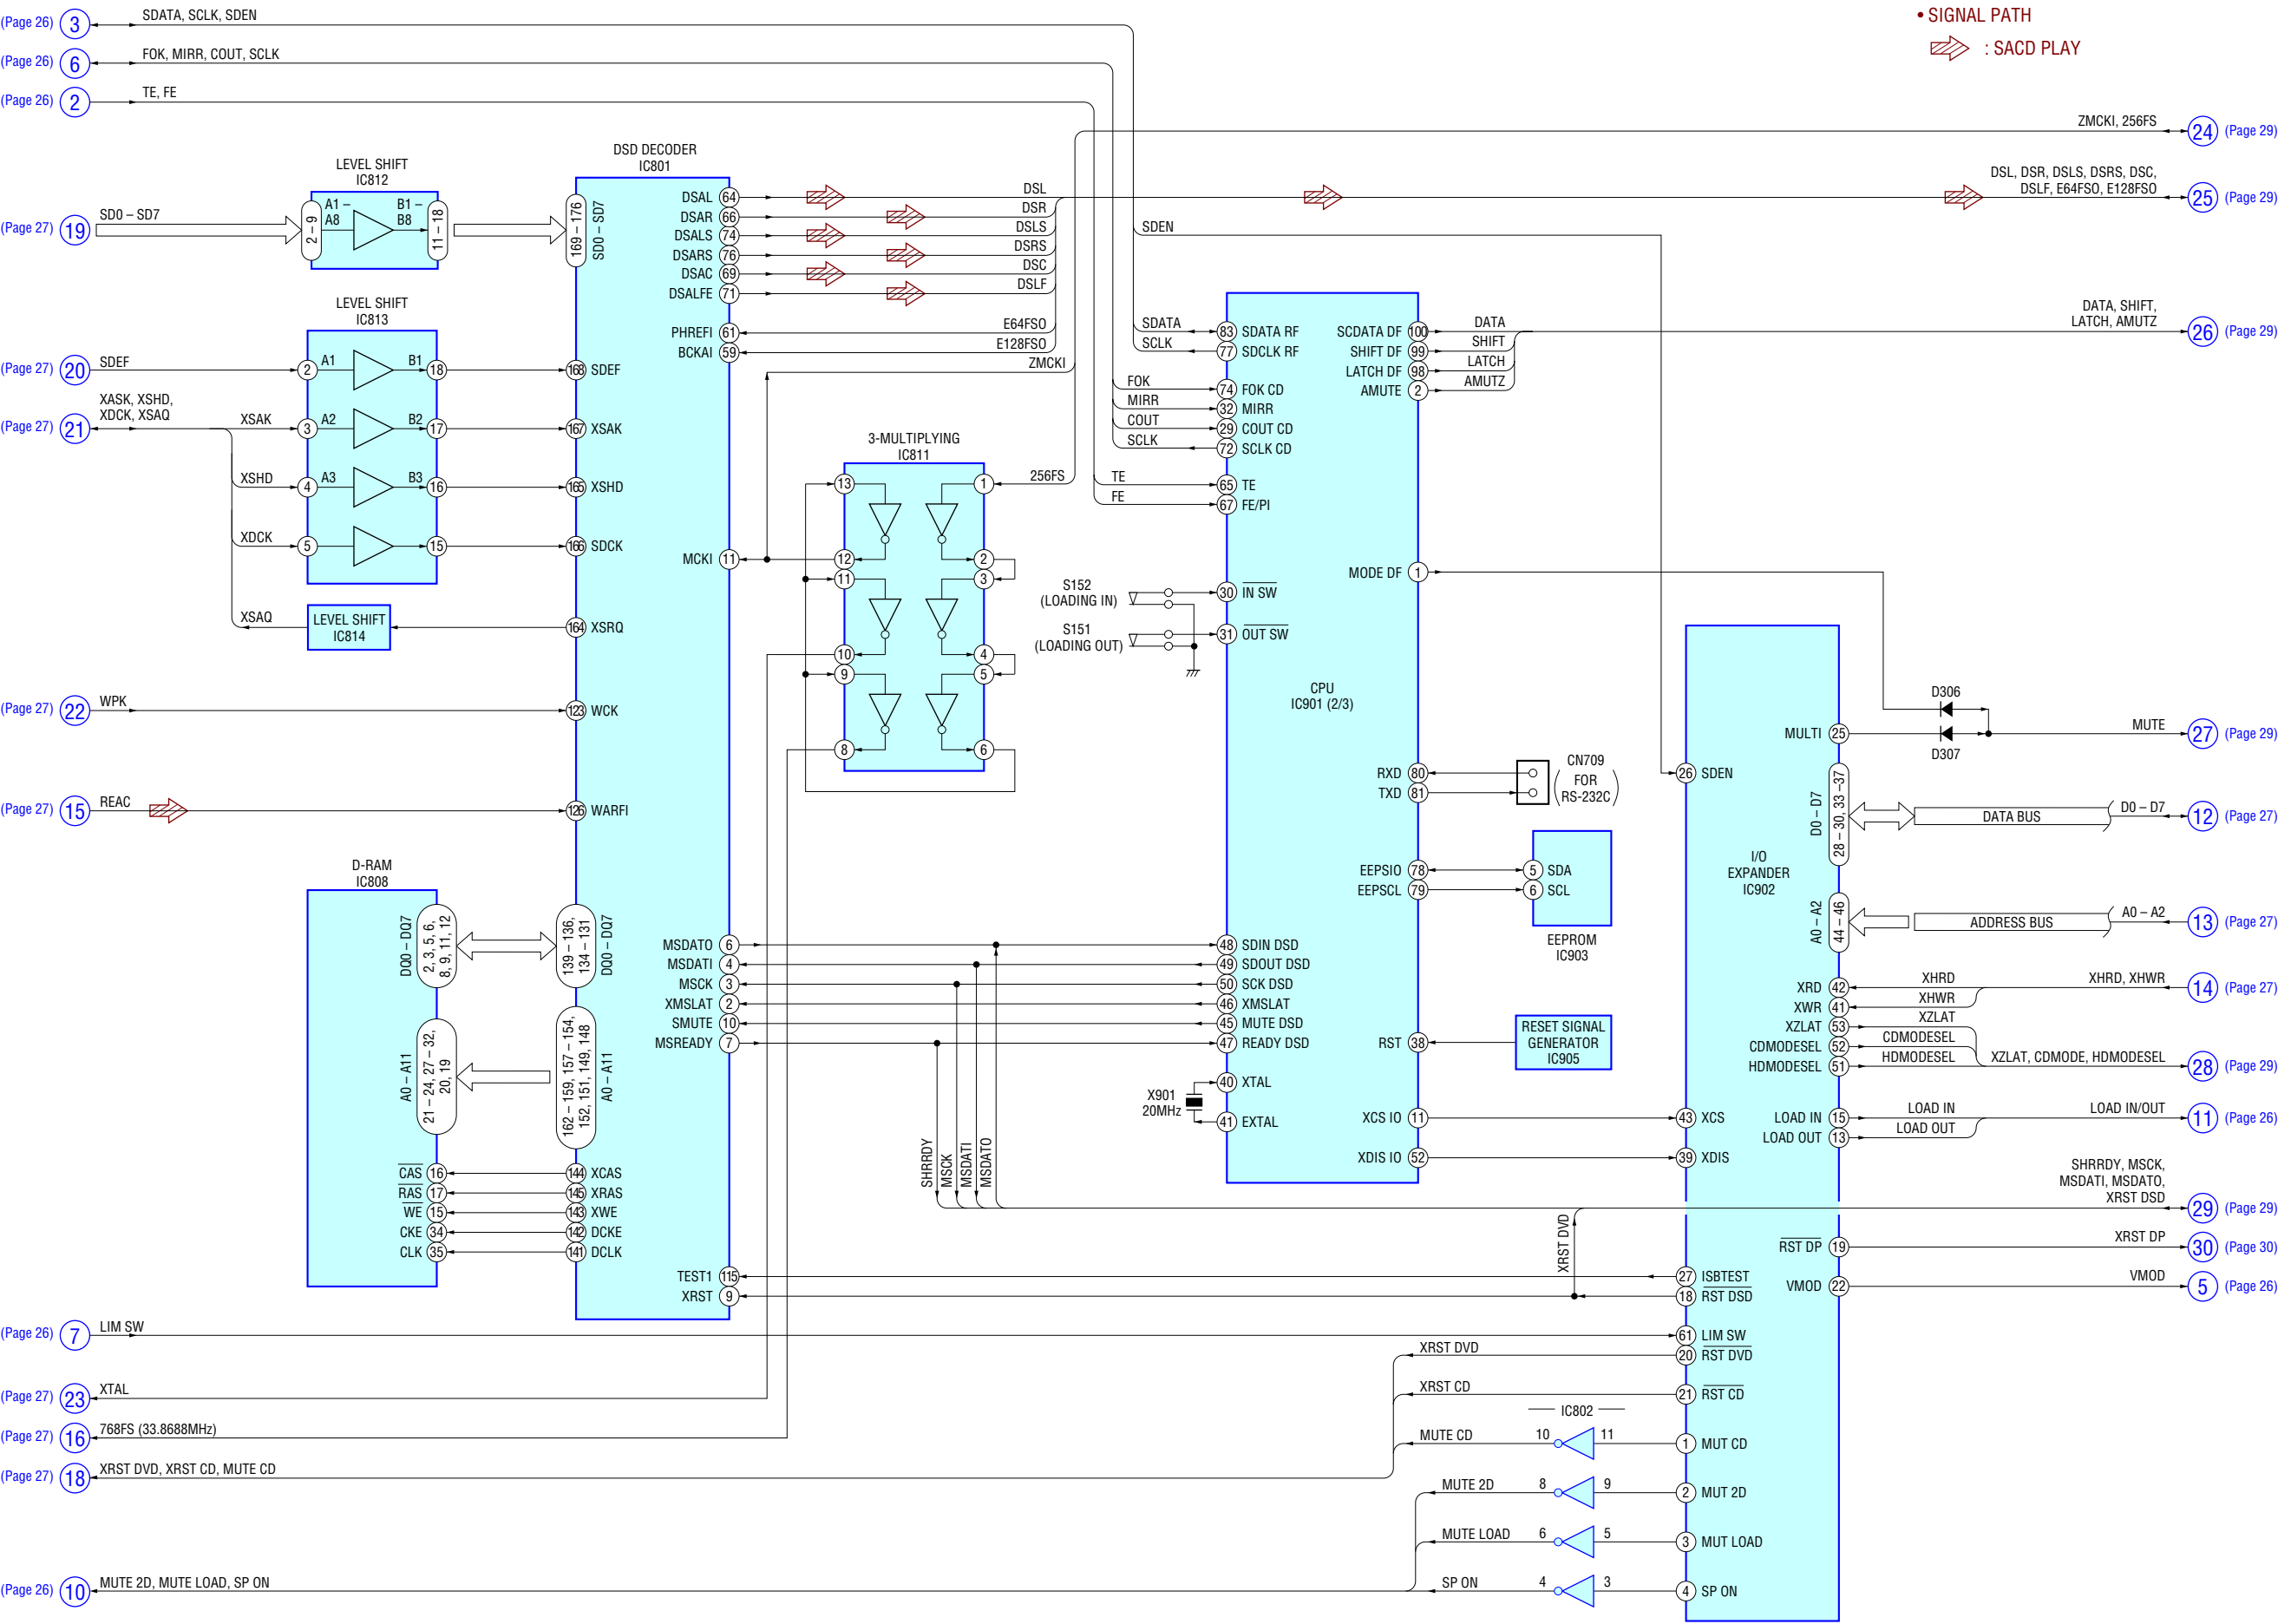 • SIGNAL PATH
: SACD PLAY
(Page 26) 3 SDATA, SCLK, SDEN
(Page 26) 6 FOK, MIRR, COUT, SCLK
(Page 26) 2 TE, FE
ZMCKI, 256FS 24 (Page 29)
DSL, DSR, DSLS, DSRS, DSC,
DSLF, E64FSO, E128FSO 25 (Page 29)
LEVEL SHIFT
IC812
A1 –
A8
B1 –
B8
2 – 9
11 – 18
(Page 27) 19 SD0 – SD7
DSD DECODER
IC801
169 – 176
SD0 – SD7
DSAL 64 DSL
DSAR 66 DSR
DSALS 74 DSLS
DSARS 76 DSRS
DSAC 69 DSC
DSALFE 71 DSLF
PHREFI 61 E64FSO
BCKAI 59 E128FSO
ZMCKI
LEVEL SHIFT
IC813
(Page 27) 20 SDEF
2 A1 B1 18
168 SDEF
(Page 27) 21 XASK, XSHD,
XDCK, XSAQ
XSAK 3 A2 B2 17
167 XSAK
XSHD 4 A3 B3 16
165 XSHD
XDCK 5 15
166 SDCK
XSAQ
LEVEL SHIFT
IC814
164 XSRQ
MCKI 11
3-MULTIPLYING
IC811
256FS
13 1
12 2
11 3
10 4
9 5
8 6
(Page 27) 22 WPK
123 WCK
(Page 27) 15 REAC
126 WARFI
D-RAM
IC808
DQ0 – DQ7
2, 3, 5, 6,
8, 9, 11, 12
139 – 136,
134 – 131
DQ0 – DQ7
A0 – A11
21 – 24, 27 – 32,
20, 19
162 – 159, 157 – 154,
152, 151, 149, 148
A0 – A11
CAS 16 144 XCAS
RAS 17 145 XRAS
WE 15 143 XWE
CKE 34 142 DCKE
CLK 35 141 DCLK
MSDATO 6
MSDATI 4
MSCK 3
XMSLAT 2
SMUTE 10
MSREADY 7
TEST1 115
XRST 9
SHRRDY
MSCK
MSDATI
MSDATO
SDEN
CPU
IC901 (2/3)
SDATA 83 SDATA RF
SCLK 77 SDCLK RF
FOK 74 FOK CD
MIRR 32 MIRR
COUT 29 COUT CD
SCLK 72 SCLK CD
TE 65 TE
FE 67 FE/PI
S152
(LOADING IN)
30 IN SW
S151
(LOADING OUT)
31 OUT SW
48 SDIN DSD
49 SDOUT DSD
50 SCK DSD
46 XMSLAT
45 MUTE DSD
47 READY DSD
X901
20MHz
40 XTAL
41 EXTAL
SCDATA DF 100 DATA
SHIFT DF 99 SHIFT
LATCH DF 98 LATCH
AMUTE 2 AMUTZ
DATA, SHIFT,
LATCH, AMUTZ 26 (Page 29)
MODE DF 1
RXD 80
TXD 81
CN709
FOR
RS-232C
EEPSIO 78 5 SDA
EEPSCL 79 6 SCL
EEPROM
IC903
RST 38
RESET SIGNAL
GENERATOR
IC905
XCS IO 11
XDIS IO 52
I/O
EXPANDER
IC902
26 SDEN
43 XCS
39 XDIS
D306
D307
MULTI 25
MUTE 27 (Page 29)
D0 – D7
28 – 30, 33 –37
DATA BUS
D0 – D7 12 (Page 27)
A0 – A2
44 – 46
ADDRESS BUS
A0 – A2 13 (Page 27)
XRD 42 XHRD
XHRD, XHWR 14 (Page 27)
XWR 41 XHWR
XZLAT 53 XZLAT
CDMODESEL 52 CDMODESEL
HDMODESEL 51 HDMODESEL
XZLAT, CDMODE, HDMODESEL 28 (Page 29)
LOAD IN 15 LOAD IN
LOAD OUT 13 LOAD OUT
LOAD IN/OUT 11 (Page 26)
SHRRDY, MSCK,
MSDATI, MSDATO,
XRST DSD 29 (Page 29)
XRST DVD
RST DP 19 XRST DP 30 (Page 30)
VMOD 22 VMOD 5 (Page 26)
27 ISBTEST
18 RST DSD
(Page 26) 7 LIM SW
61 LIM SW
XRST DVD 20 RST DVD
XRST CD 21 RST CD
(Page 27) 23 XTAL
(Page 27) 16 768FS (33.8688MHz)
(Page 27) 18 XRST DVD, XRST CD, MUTE CD
IC802
MUTE CD 10 11 1 MUT CD
MUTE 2D 8 9 2 MUT 2D
MUTE LOAD 6 5 3 MUT LOAD
SP ON 4 3 4 SP ON
(Page 26) 10 MUTE 2D, MUTE LOAD, SP ON